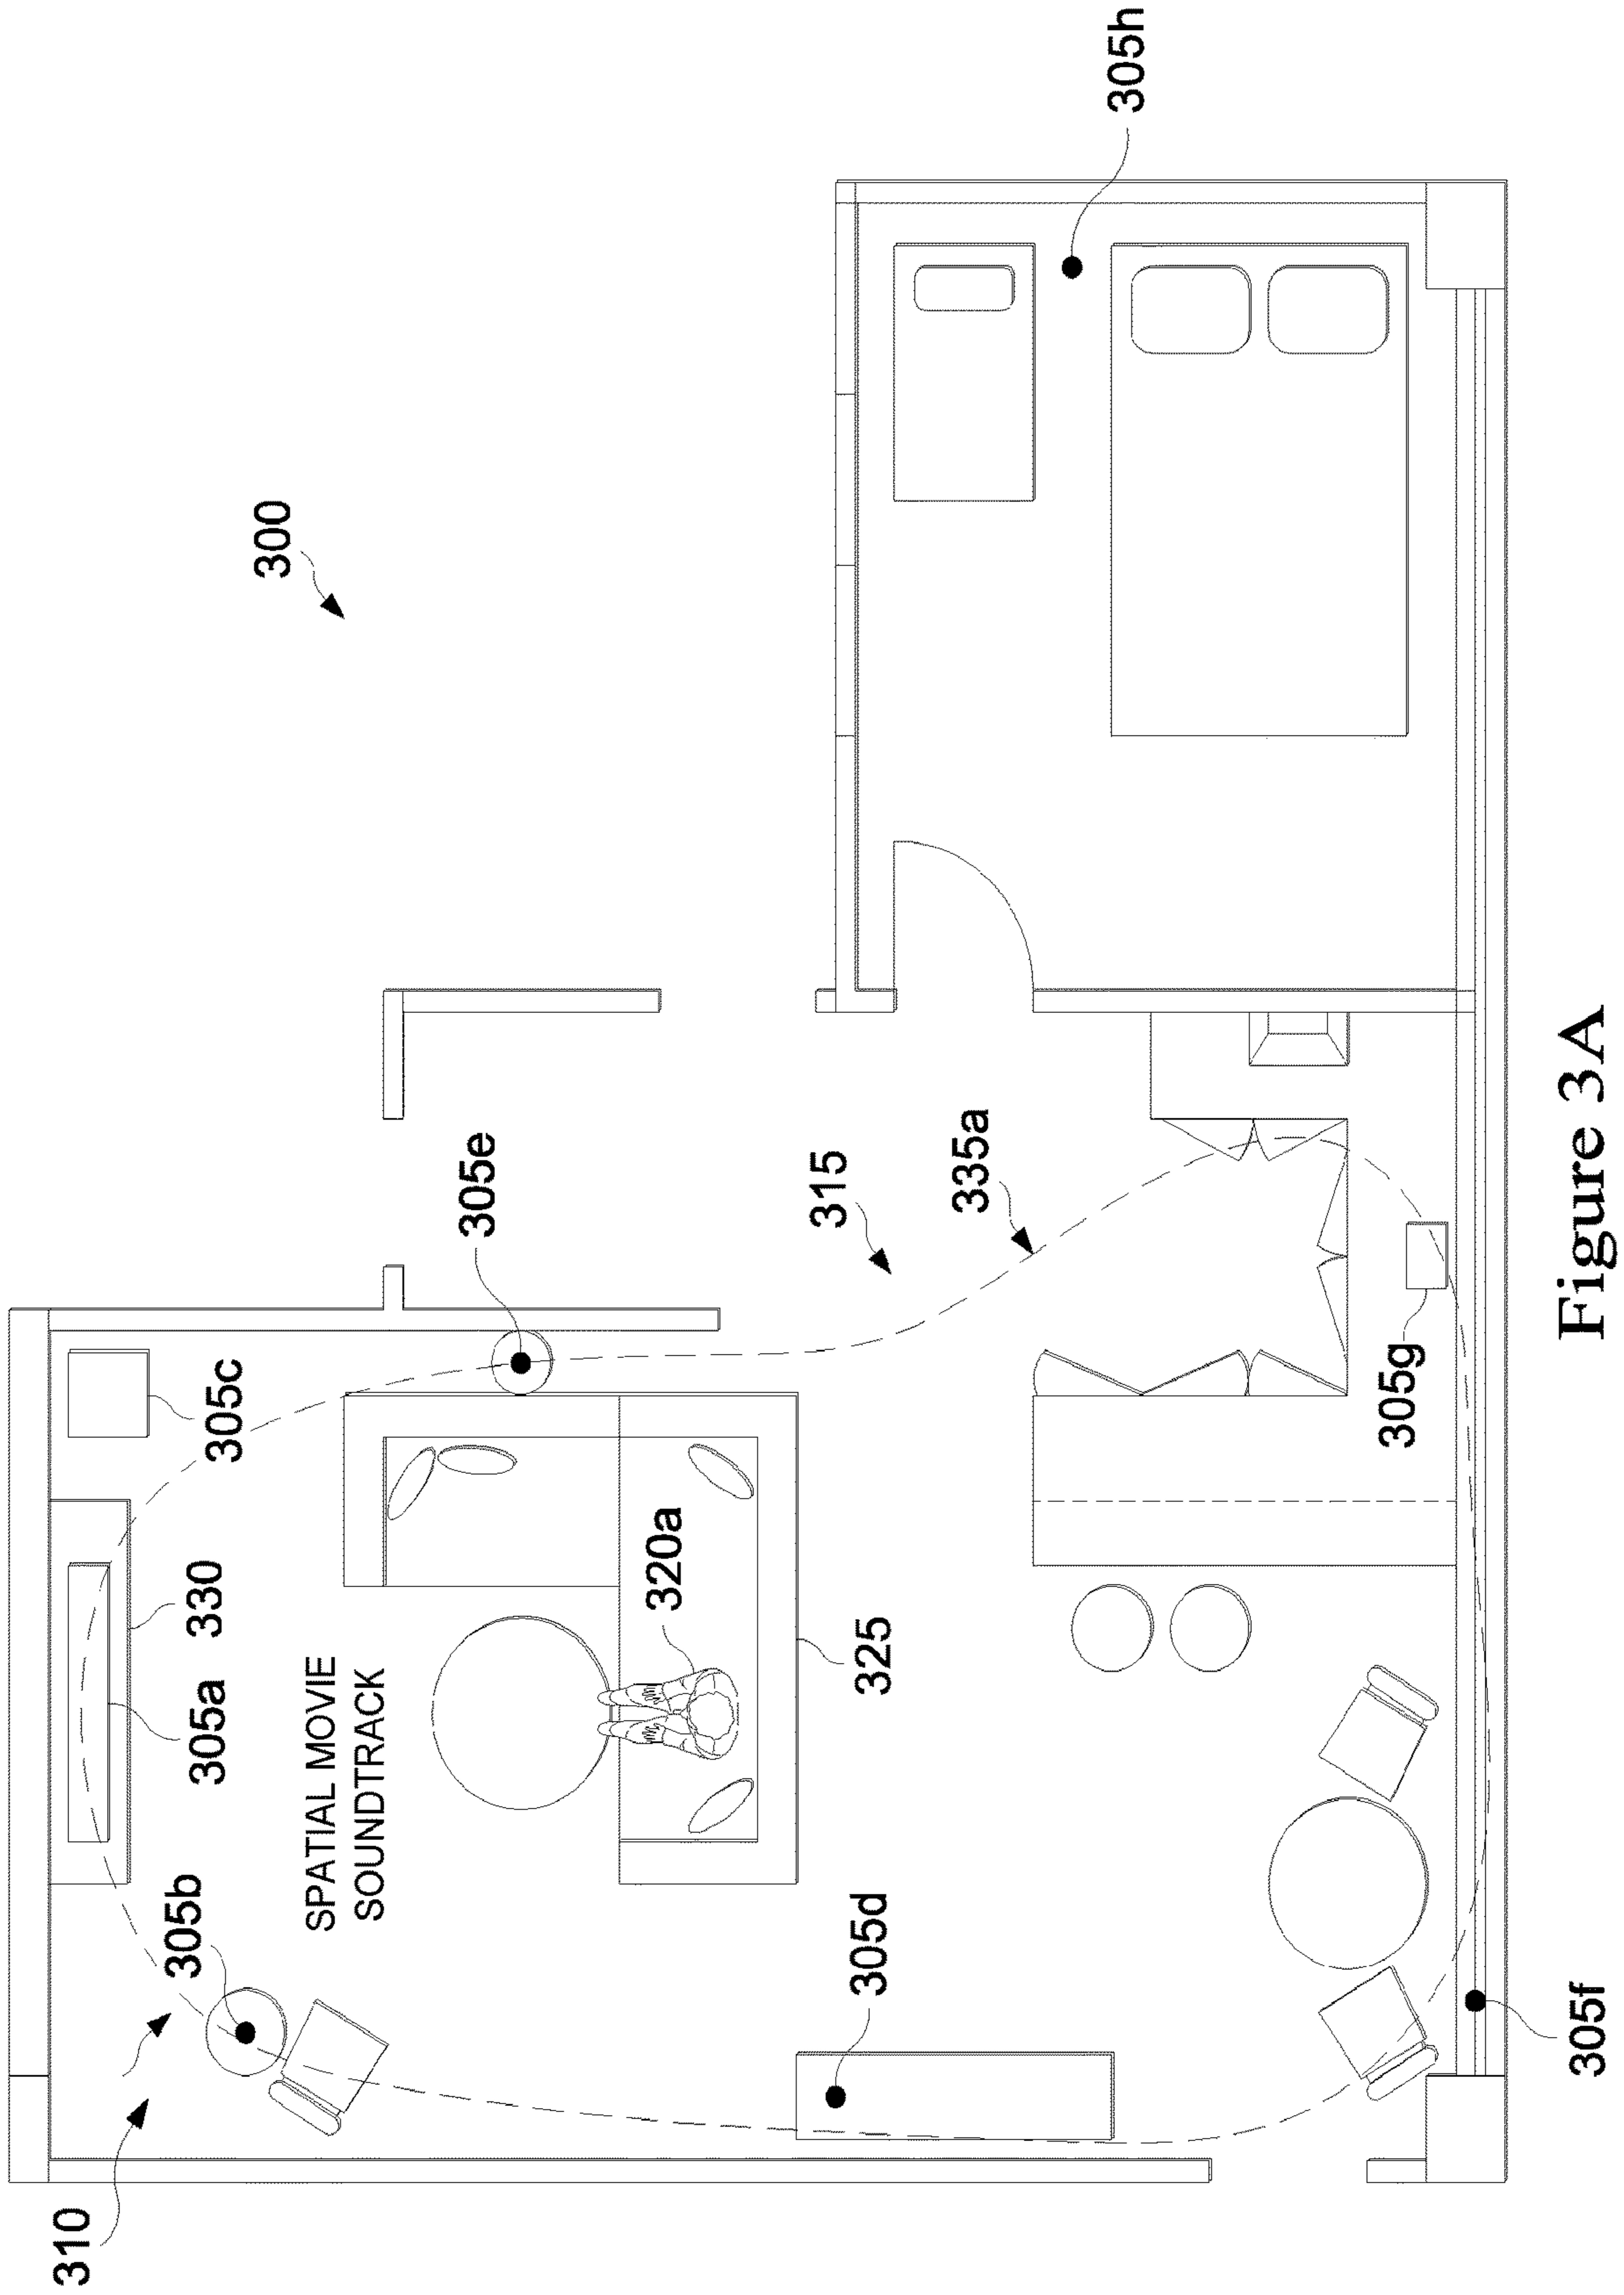 300
305h
310
305b
305a
330
305c
SPATIAL MOVIE
SOUNDTRACK
305e
320a
325
305d
315
335a
305g
305f
Figure 3A